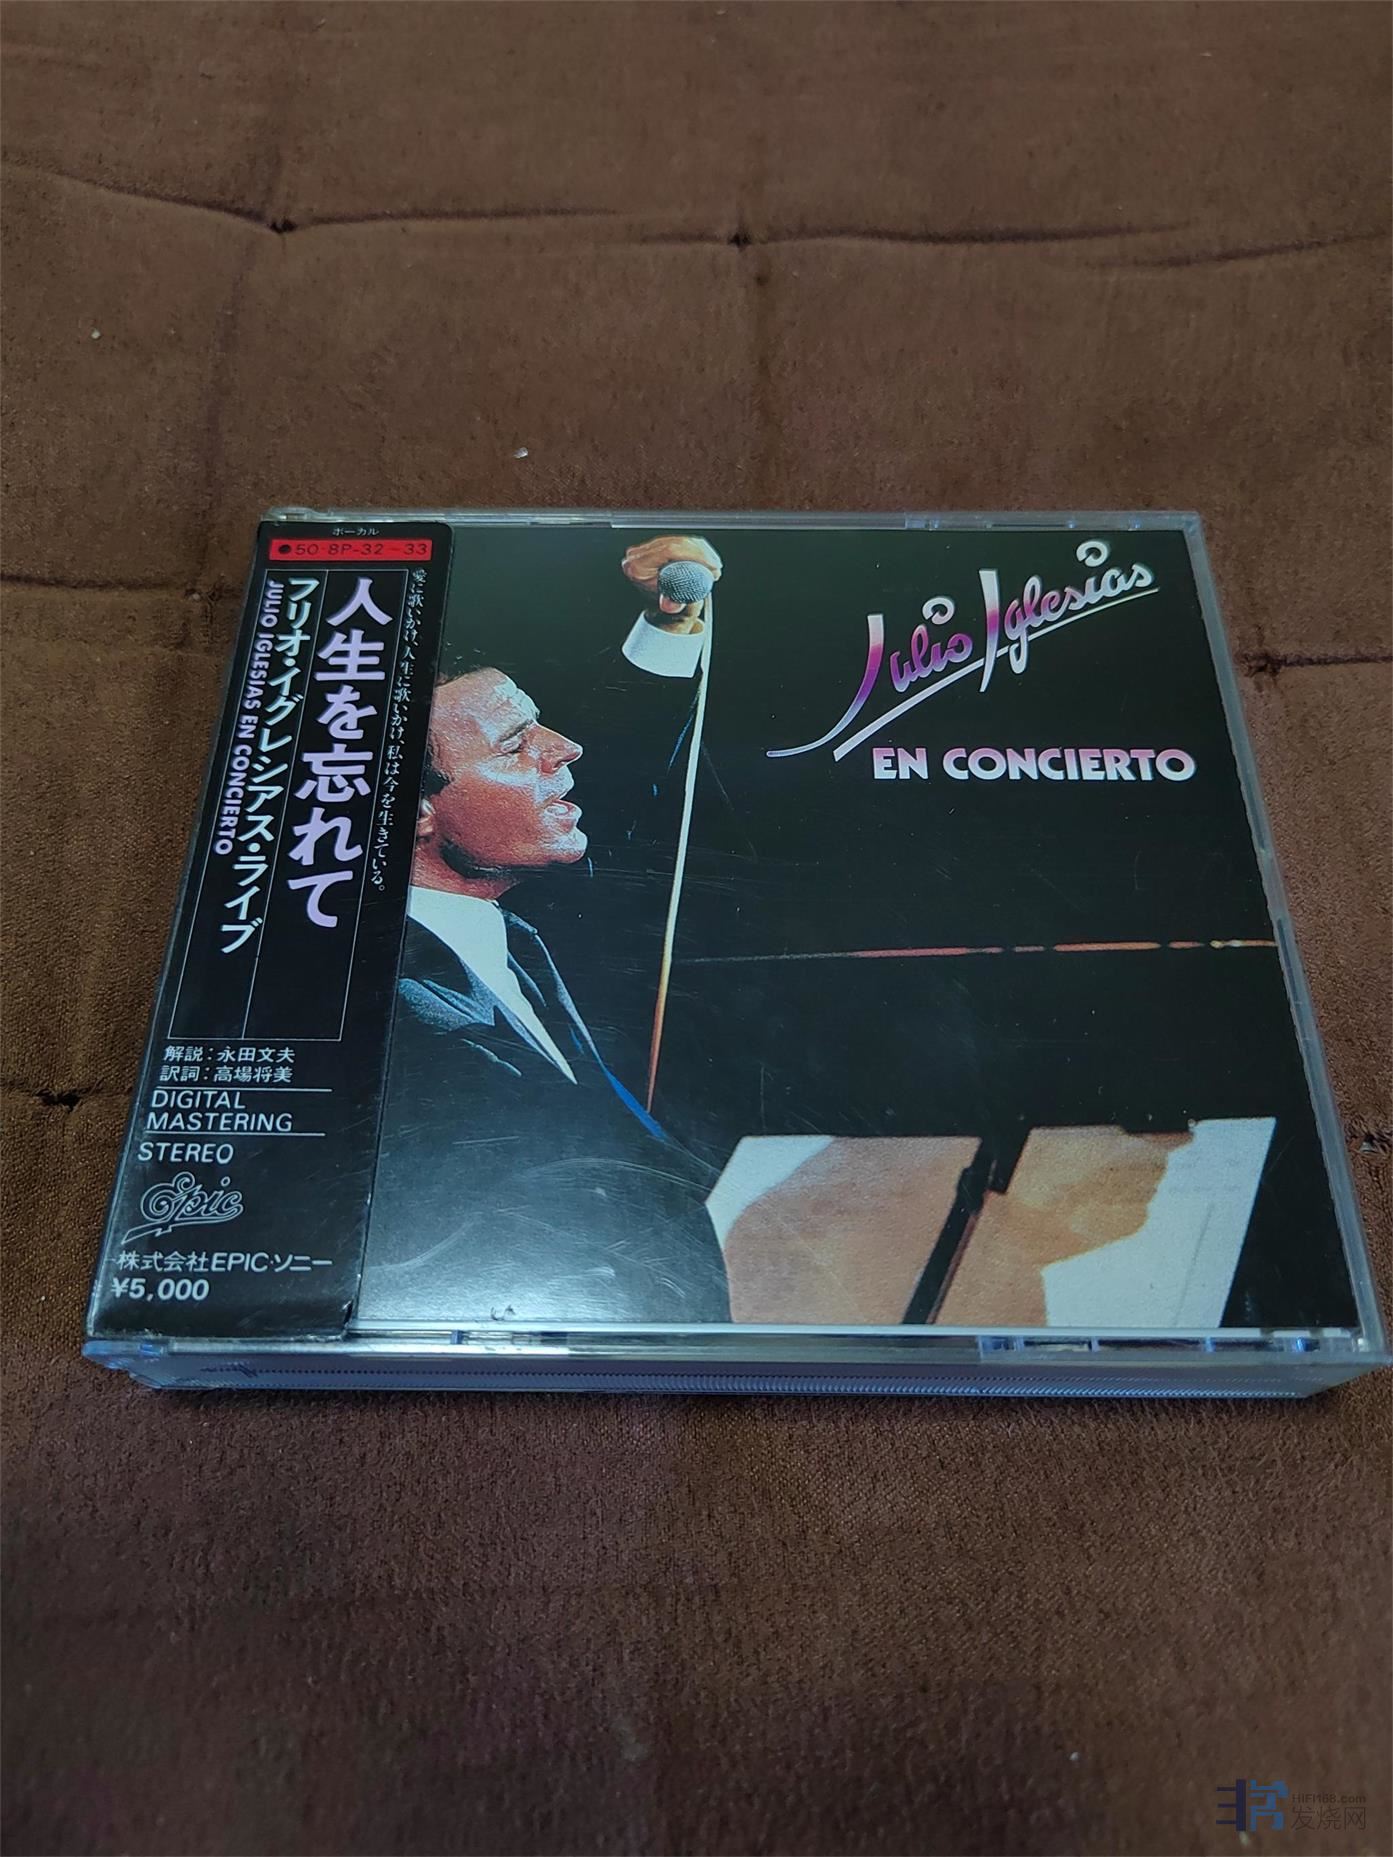 ボーカル
●50·8P-32~33
愛に歌いかけ、人生に歌いかけ、私は今を生きている。
人生を忘れて
フリオ・イグレシアス・ライブ
JULIO IGLESIAS EN CONCIERTO
解説:永田文夫
訳詞:高場将美
DIGITAL
MASTERING
STEREO
Epic
株式会社EPIC・ソニー
¥5,000
Julio Iglesias
EN CONCIERTO
HIFI168.com
发烧网